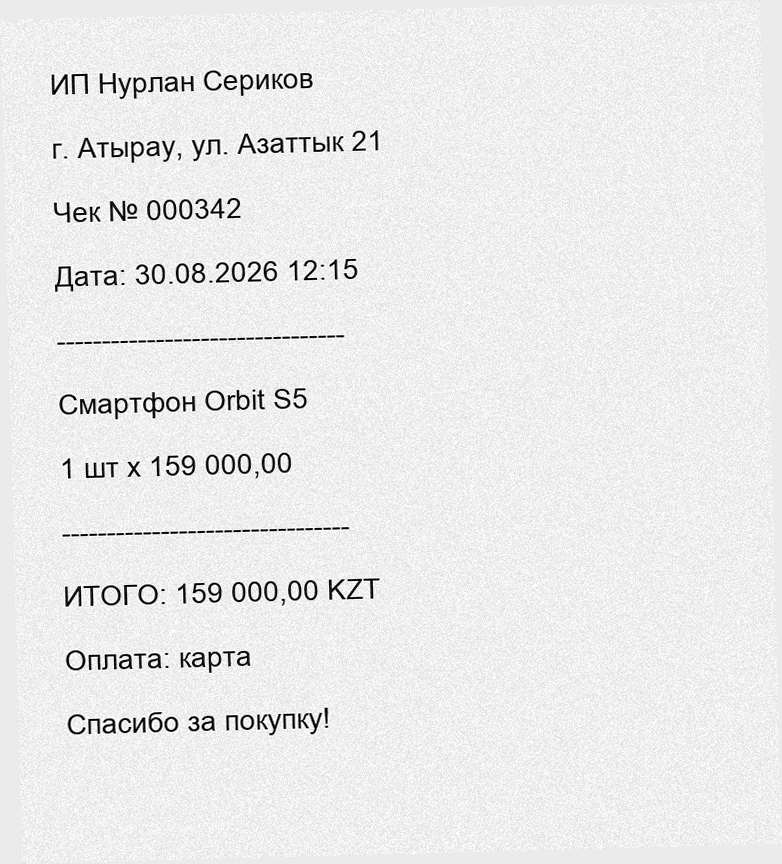 ИП Нурлан Сериков
г. Атырау, ул. Азаттык 21
Чек № 000342
Дата: 30.08.2026 12:15
--------------------------------
Смартфон Orbit S5
1 шт x 159 000,00
--------------------------------
ИТОГО: 159 000,00 KZT
Оплата: карта
Спасибо за покупку!